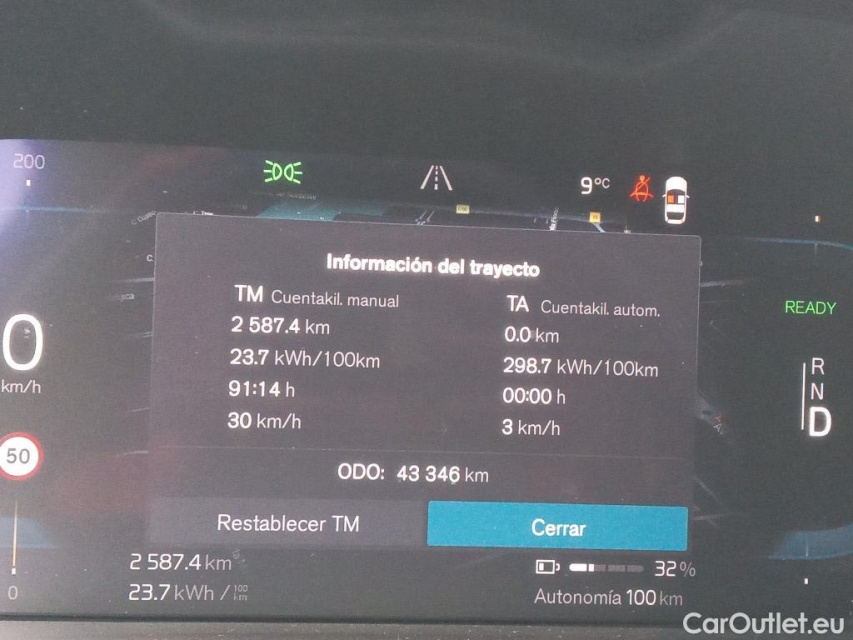 200
9°C
Información del trayecto
TM Cuentakil. manual
2 587.4 km
23.7 kWh/100km
91:14 h
30 km/h
TA Cuentakil. autom.
0.0 km
298.7 kWh/100km
00:00 h
3 km/h
ODO: 43 346 km
Restablecer TM
Cerrar
0
km/h
50
0
READY
R
N
D
2 587.4 km
23.7 kWh / 100 km
32 %
Autonomía 100 km
CarOutlet.eu